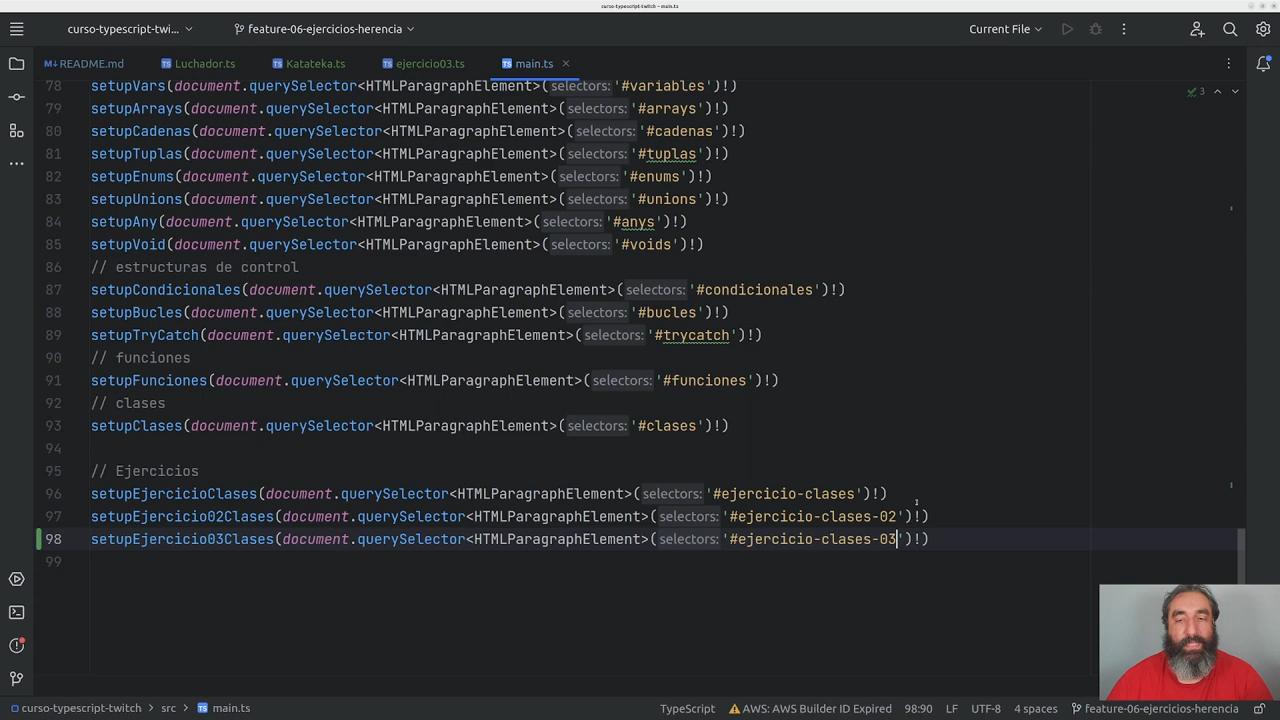 curso-typescript-twitch – main.ts
curso-typescript-twi... feature-06-ejercicios-herencia Current File
README.md Luchador.ts Katateka.ts ejercicio03.ts main.ts
78 setupVars(document.querySelector<HTMLParagraphElement>( selectors: '#variables')!) 3
79 setupArrays(document.querySelector<HTMLParagraphElement>( selectors: '#arrays')!)
80 setupCadenas(document.querySelector<HTMLParagraphElement>( selectors: '#cadenas')!)
81 setupTuplas(document.querySelector<HTMLParagraphElement>( selectors: '#tuplas')!)
82 setupEnums(document.querySelector<HTMLParagraphElement>( selectors: '#enums')!)
83 setupUnions(document.querySelector<HTMLParagraphElement>( selectors: '#unions')!)
84 setupAny(document.querySelector<HTMLParagraphElement>( selectors: '#anys')!)
85 setupVoid(document.querySelector<HTMLParagraphElement>( selectors: '#voids')!)
86 // estructuras de control
87 setupCondicionales(document.querySelector<HTMLParagraphElement>( selectors: '#condicionales')!)
88 setupBucles(document.querySelector<HTMLParagraphElement>( selectors: '#bucles')!)
89 setupTryCatch(document.querySelector<HTMLParagraphElement>( selectors: '#trycatch')!)
90 // funciones
91 setupFunciones(document.querySelector<HTMLParagraphElement>( selectors: '#funciones')!)
92 // clases
93 setupClases(document.querySelector<HTMLParagraphElement>( selectors: '#clases')!)
94
95 // Ejercicios
96 setupEjercicioClases(document.querySelector<HTMLParagraphElement>( selectors: '#ejercicio-clases')!)
97 setupEjercicio02Clases(document.querySelector<HTMLParagraphElement>( selectors: '#ejercicio-clases-02')!)
98 setupEjercicio03Clases(document.querySelector<HTMLParagraphElement>( selectors: '#ejercicio-clases-03')!)
99
curso-typescript-twitch > src > main.ts TypeScript AWS: AWS Builder ID Expired 98:90 LF UTF-8 4 spaces feature-06-ejercicios-herencia